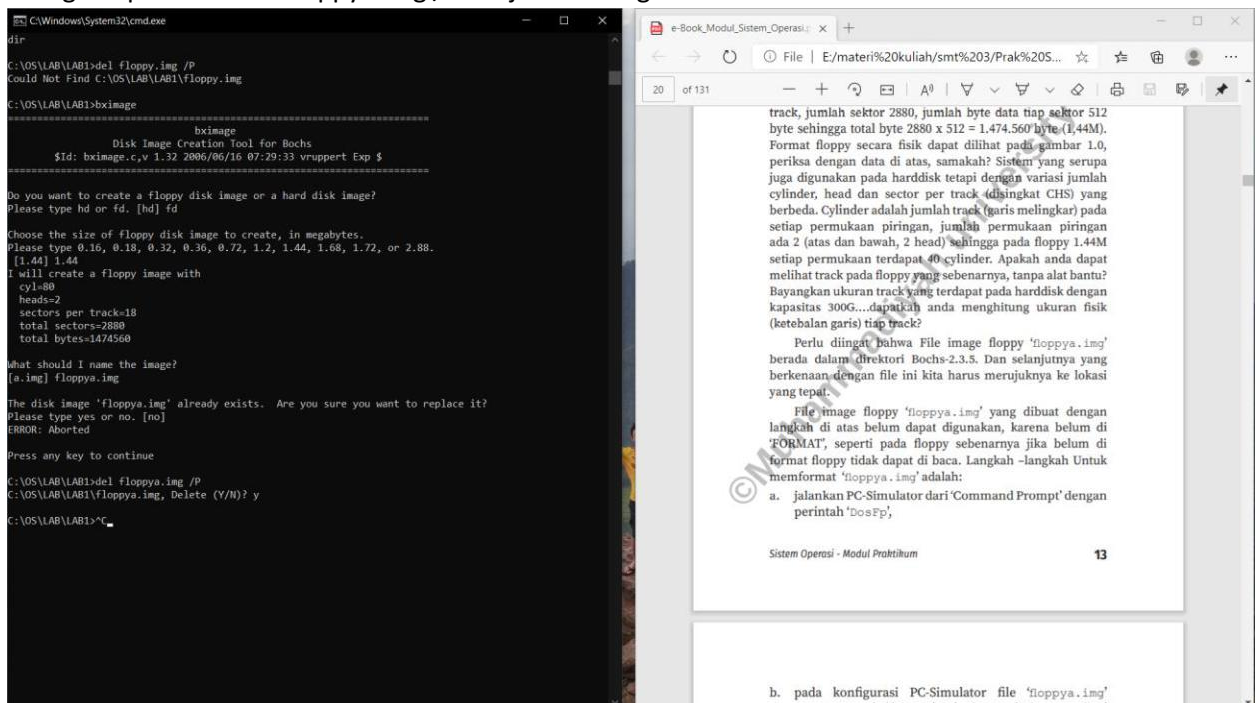 C:\Windows\System32\cmd.exe
dir
C:\OS\LAB\LAB1>del floppy.img /P
Could Not Find C:\OS\LAB\LAB1\floppy.img
C:\OS\LAB\LAB1>bximage
========================================================================
bximage
Disk Image Creation Tool for Bochs
$Id: bximage.c,v 1.32 2006/06/16 07:29:33 vruppert Exp $
========================================================================
Do you want to create a floppy disk image or a hard disk image?
Please type hd or fd. [hd] fd
Choose the size of floppy disk image to create, in megabytes.
Please type 0.16, 0.18, 0.32, 0.36, 0.72, 1.2, 1.44, 1.68, 1.72, or 2.88.
[1.44] 1.44
I will create a floppy image with
cyl=80
heads=2
sectors per track=18
total sectors=2880
total bytes=1474560
What should I name the image?
[a.img] floppya.img
The disk image 'floppya.img' already exists.  Are you sure you want to replace it?
Please type yes or no. [no]
ERROR: Aborted
Press any key to continue
C:\OS\LAB\LAB1>del floppya.img /P
C:\OS\LAB\LAB1\floppya.img, Delete (Y/N)? y
C:\OS\LAB\LAB1>^C
e-Book_Modul_Sistem_Operasi.p
File | E:/materi%20kuliah/smt%203/Prak%20S...
20 of 131
track, jumlah sektor 2880, jumlah byte data tiap sektor 512
byte sehingga total byte 2880 x 512 = 1.474.560 byte (1,44M).
Format floppy secara fisik dapat dilihat pada gambar 1.0,
periksa dengan data di atas, samakah? Sistem yang serupa
juga digunakan pada harddisk tetapi dengan variasi jumlah
cylinder, head dan sector per track (disingkat CHS) yang
berbeda. Cylinder adalah jumlah track (garis melingkar) pada
setiap permukaan piringan, jumlah permukaan piringan
ada 2 (atas dan bawah, 2 head) sehingga pada floppy 1.44M
setiap permukaan terdapat 40 cylinder. Apakah anda dapat
melihat track pada floppy yang sebenarnya, tanpa alat bantu?
Bayangkan ukuran track yang terdapat pada harddisk dengan
kapasitas 300G....dapatkah anda menghitung ukuran fisik
(ketebalan garis) tiap track?
Perlu diingat bahwa File image floppy 'floppya.img'
berada dalam direktori Bochs-2.3.5. Dan selanjutnya yang
berkenaan dengan file ini kita harus merujuknya ke lokasi
yang tepat.
File image floppy 'floppya.img' yang dibuat dengan
langkah di atas belum dapat digunakan, karena belum di
'FORMAT', seperti pada floppy sebenarnya jika belum di
format floppy tidak dapat di baca. Langkah –langkah Untuk
memformat 'floppya.img' adalah:
a. jalankan PC-Simulator dari 'Command Prompt' dengan
perintah 'DosFp',
©Muhammadiyah University
Sistem Operasi - Modul Praktikum 13
b. pada konfigurasi PC-Simulator file 'floppya.img'